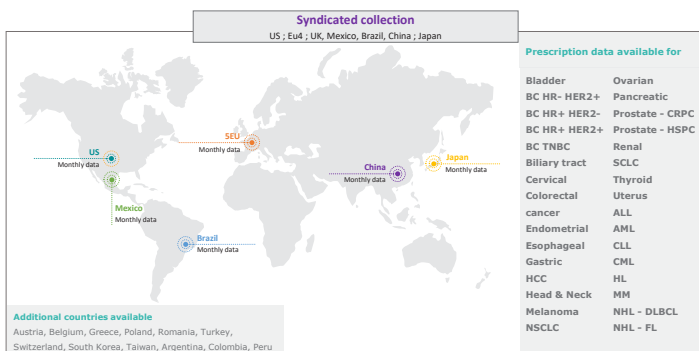 Syndicated collection
US ; Eu4 ; UK, Mexico, Brazil, China ; Japan
US
Monthly data
5EU
Monthly data
China
Monthly data
Japan
Monthly data
Mexico
Monthly data
Brazil
Monthly data
Additional countries available
Austria, Belgium, Greece, Poland, Romania, Turkey,
Switzerland, South Korea, Taiwan, Argentina, Colombia, Peru
Prescription data available for
Bladder
BC HR- HER2+
BC HR+ HER2-
BC HR+ HER2+
BC TNBC
Biliary tract
Cervical
Colorectal
cancer
Endometrial
Esophageal
Gastric
HCC
Head & Neck
Melanoma
NSCLC
Ovarian
Pancreatic
Prostate - CRPC
Prostate - HSPC
Renal
SCLC
Thyroid
Uterus
ALL
AML
CLL
CML
HL
MM
NHL - DLBCL
NHL - FL